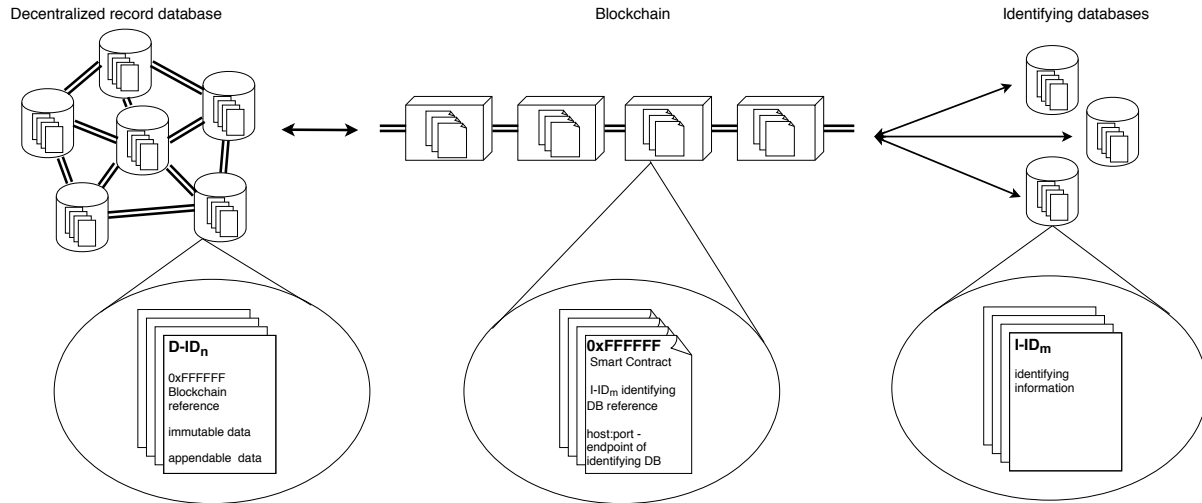 Decentralized record database
Blockchain
Identifying databases
D-IDn
0xFFFFFF
Blockchain
reference
immutable data
appendable data
0xFFFFFF
Smart Contract
I-IDm identifying
DB reference
host:port -
endpoint of
identifying DB
I-IDm
identifying
information